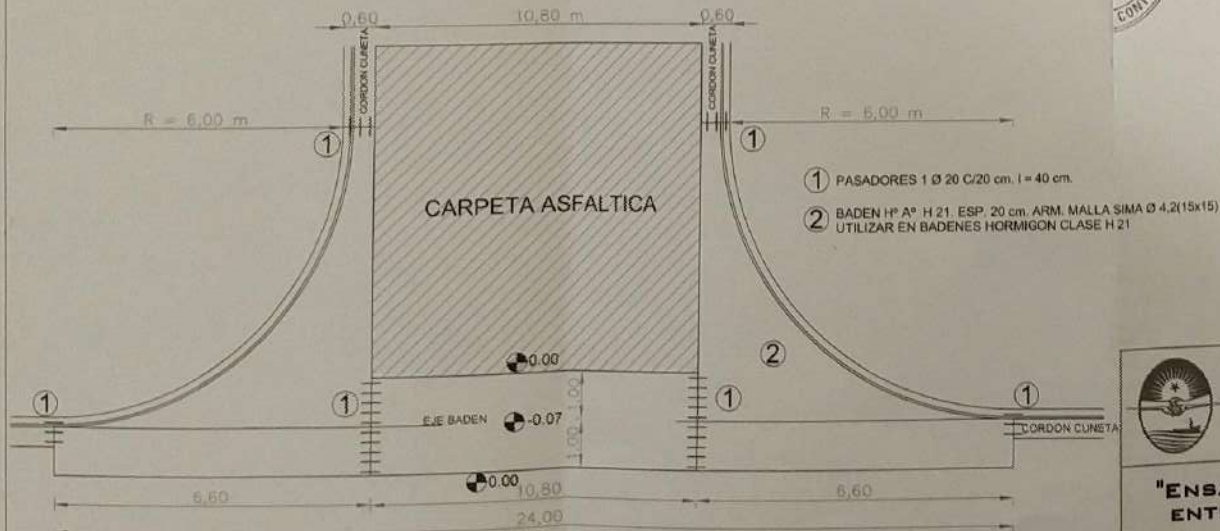 0,60
10,80 m
0,60
CORDON CUNETA
CORDON CUNETA
CONT
R = 6,00 m
R = 6,00 m
1
1
1 PASADORES 1 Ø 20 C/20 cm. l = 40 cm.
CARPETA ASFALTICA
2 BADEN Hº Aº H 21. ESP. 20 cm. ARM. MALLA SIMA Ø 4,2(15x15)
UTILIZAR EN BADENES HORMIGON CLASE H 21
2
0.00
1
1
1
1
EJE BADEN
-0.07
1.00
1.00
CORDON CUNETA
0.00
6,60
10,80
6,60
24,00
"ENSA
ENT